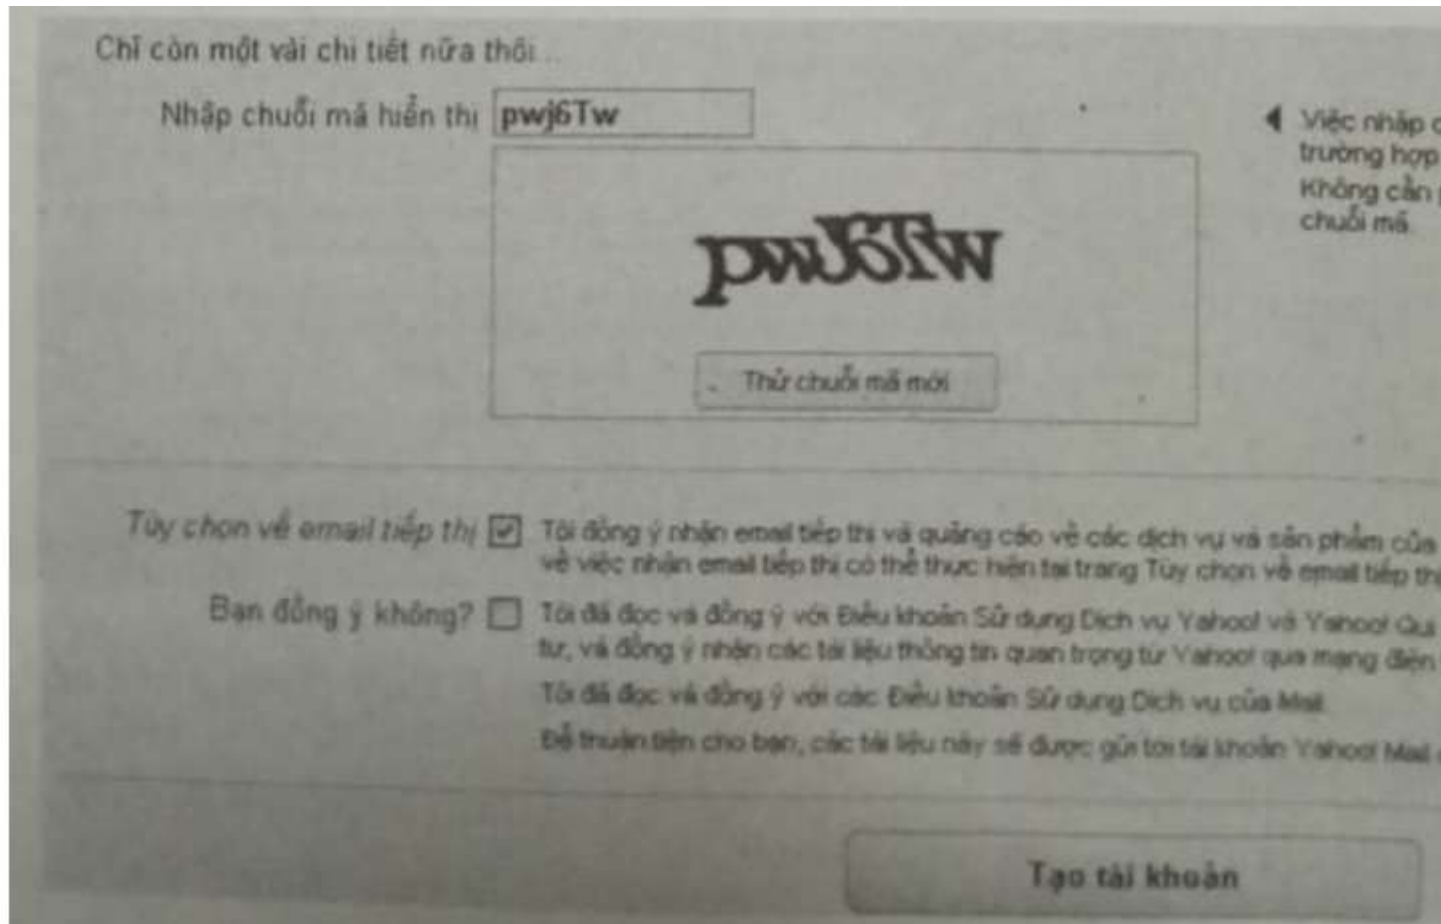 Chỉ còn một vài chi tiết nữa thôi...
Nhập chuỗi mã hiển thị pwj6Tw
Việc nhập
trường hợp
Không cần
chuỗi mã.
pwJ6Tw
Thử chuỗi mã mới
Tùy chọn về email tiếp thị Tôi đồng ý nhận email tiếp thị và quảng cáo về các dịch vụ và sản phẩm của
về việc nhận email tiếp thị có thể thực hiện tại trang Tùy chọn về email tiếp thị
Bạn đồng ý không? Tôi đã đọc và đồng ý với Điều khoản Sử dụng Dịch vụ Yahoo! và Yahoo! Qui
tư, và đồng ý nhận các tài liệu thông tin quan trọng từ Yahoo! qua mạng điện
Tôi đã đọc và đồng ý với các Điều khoản Sử dụng Dịch vụ của Mail.
Để thuận tiện cho bạn, các tài liệu này sẽ được gửi tới tài khoản Yahoo! Mail
Tạo tài khoản